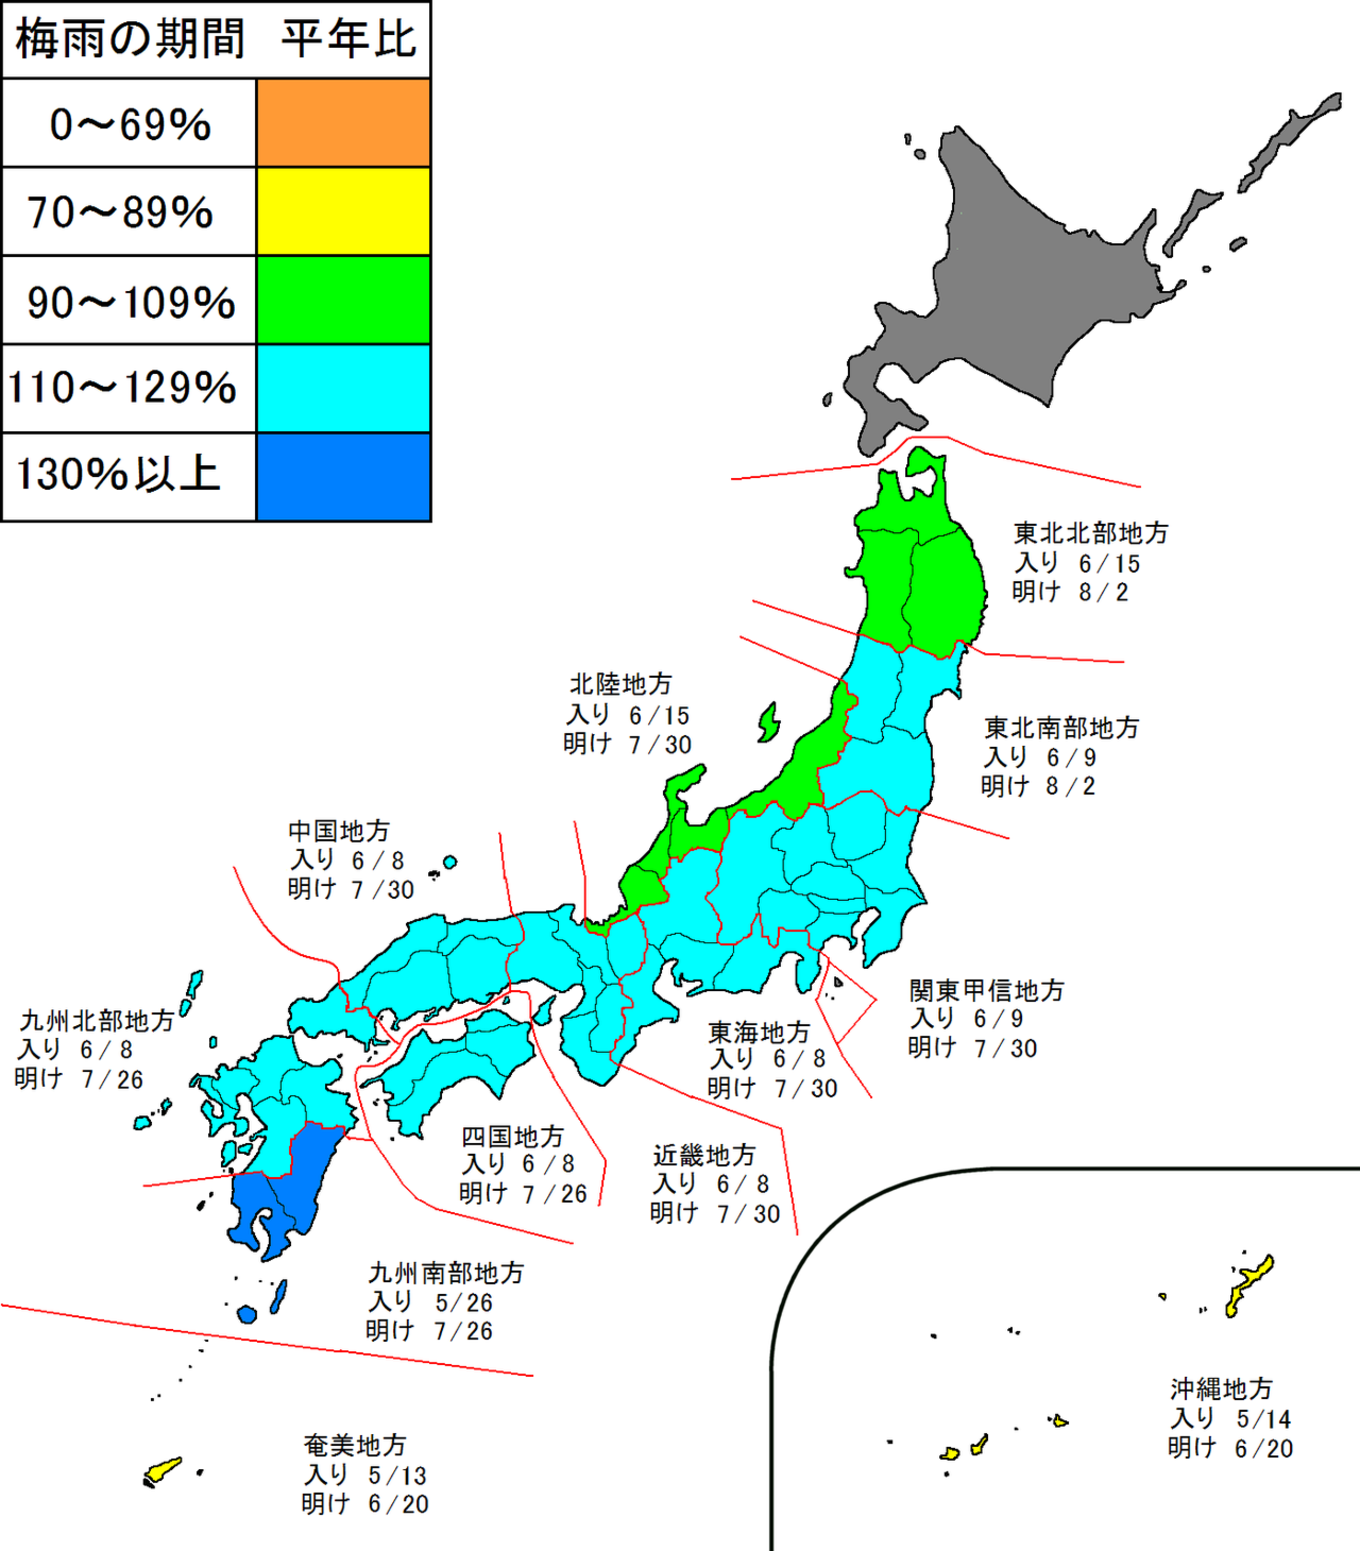 梅雨の期間 平年比
0～69%
70～89%
90～109%
110～129%
130%以上
東北北部地方
入り 6/15
明け 8/2
北陸地方
入り 6/15
明け 7/30
東北南部地方
入り 6/9
明け 8/2
中国地方
入り 6/8
明け 7/30
関東甲信地方
入り 6/9
明け 7/30
九州北部地方
入り 6/8
明け 7/26
東海地方
入り 6/8
明け 7/30
四国地方
入り 6/8
明け 7/26
近畿地方
入り 6/8
明け 7/30
九州南部地方
入り 5/26
明け 7/26
沖縄地方
入り 5/14
明け 6/20
奄美地方
入り 5/13
明け 6/20